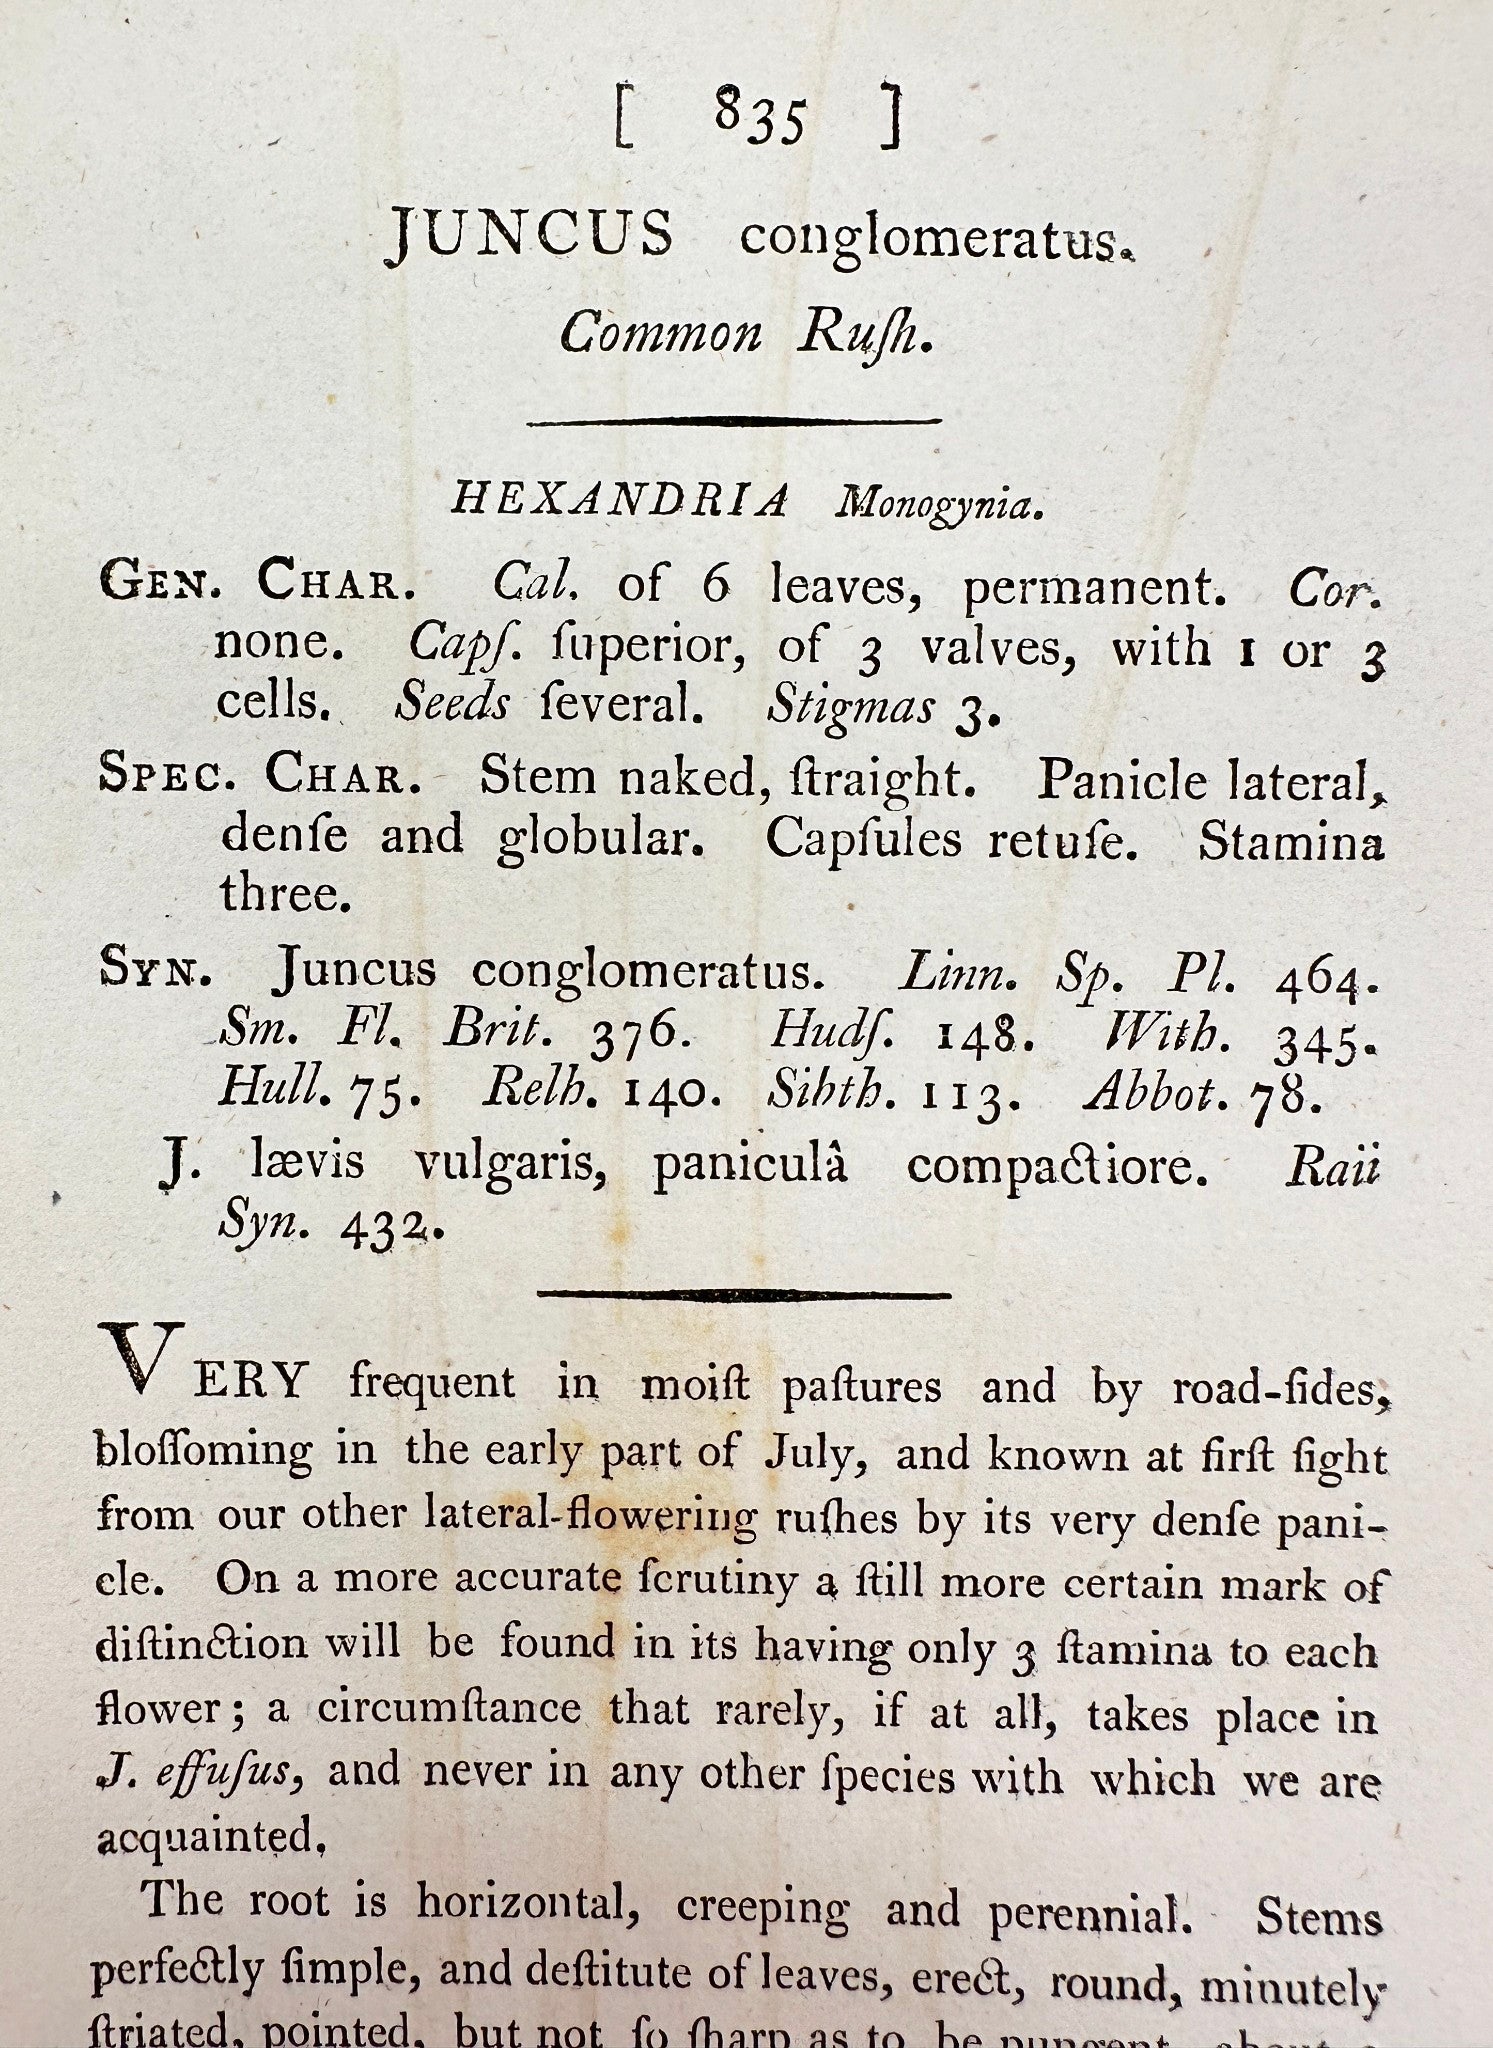 [ 835 ]
JUNCUS conglomeratus.
Common Ruſh.
HEXANDRIA Monogynia.
GEN. CHAR. Cal. of 6 leaves, permanent. Cor.
none. Capſ. ſuperior, of 3 valves, with 1 or 3
cells. Seeds ſeveral. Stigmas 3.
SPEC. CHAR. Stem naked, ſtraight. Panicle lateral,
denſe and globular. Capſules retuſe. Stamina
three.
SYN. Juncus conglomeratus. Linn. Sp. Pl. 464.
Sm. Fl. Brit. 376. Hudſ. 148. With. 345.
Hull. 75. Relh. 140. Sibth. 113. Abbot. 78.
J. lævis vulgaris, paniculâ compactiore. Raii
Syn. 432.
VERY frequent in moiſt paſtures and by road-ſides,
bloſſoming in the early part of July, and known at firſt ſight
from our other lateral-flowering ruſhes by its very denſe pani-
cle. On a more accurate ſcrutiny a ſtill more certain mark of
diſtinction will be found in its having only 3 ſtamina to each
flower; a circumſtance that rarely, if at all, takes place in
J. effuſus, and never in any other ſpecies with which we are
acquainted.
The root is horizontal, creeping and perennial. Stems
perfectly ſimple, and deſtitute of leaves, erect, round, minutely
ſtriated, pointed, but not ſo ſharp as to be pungent, about a